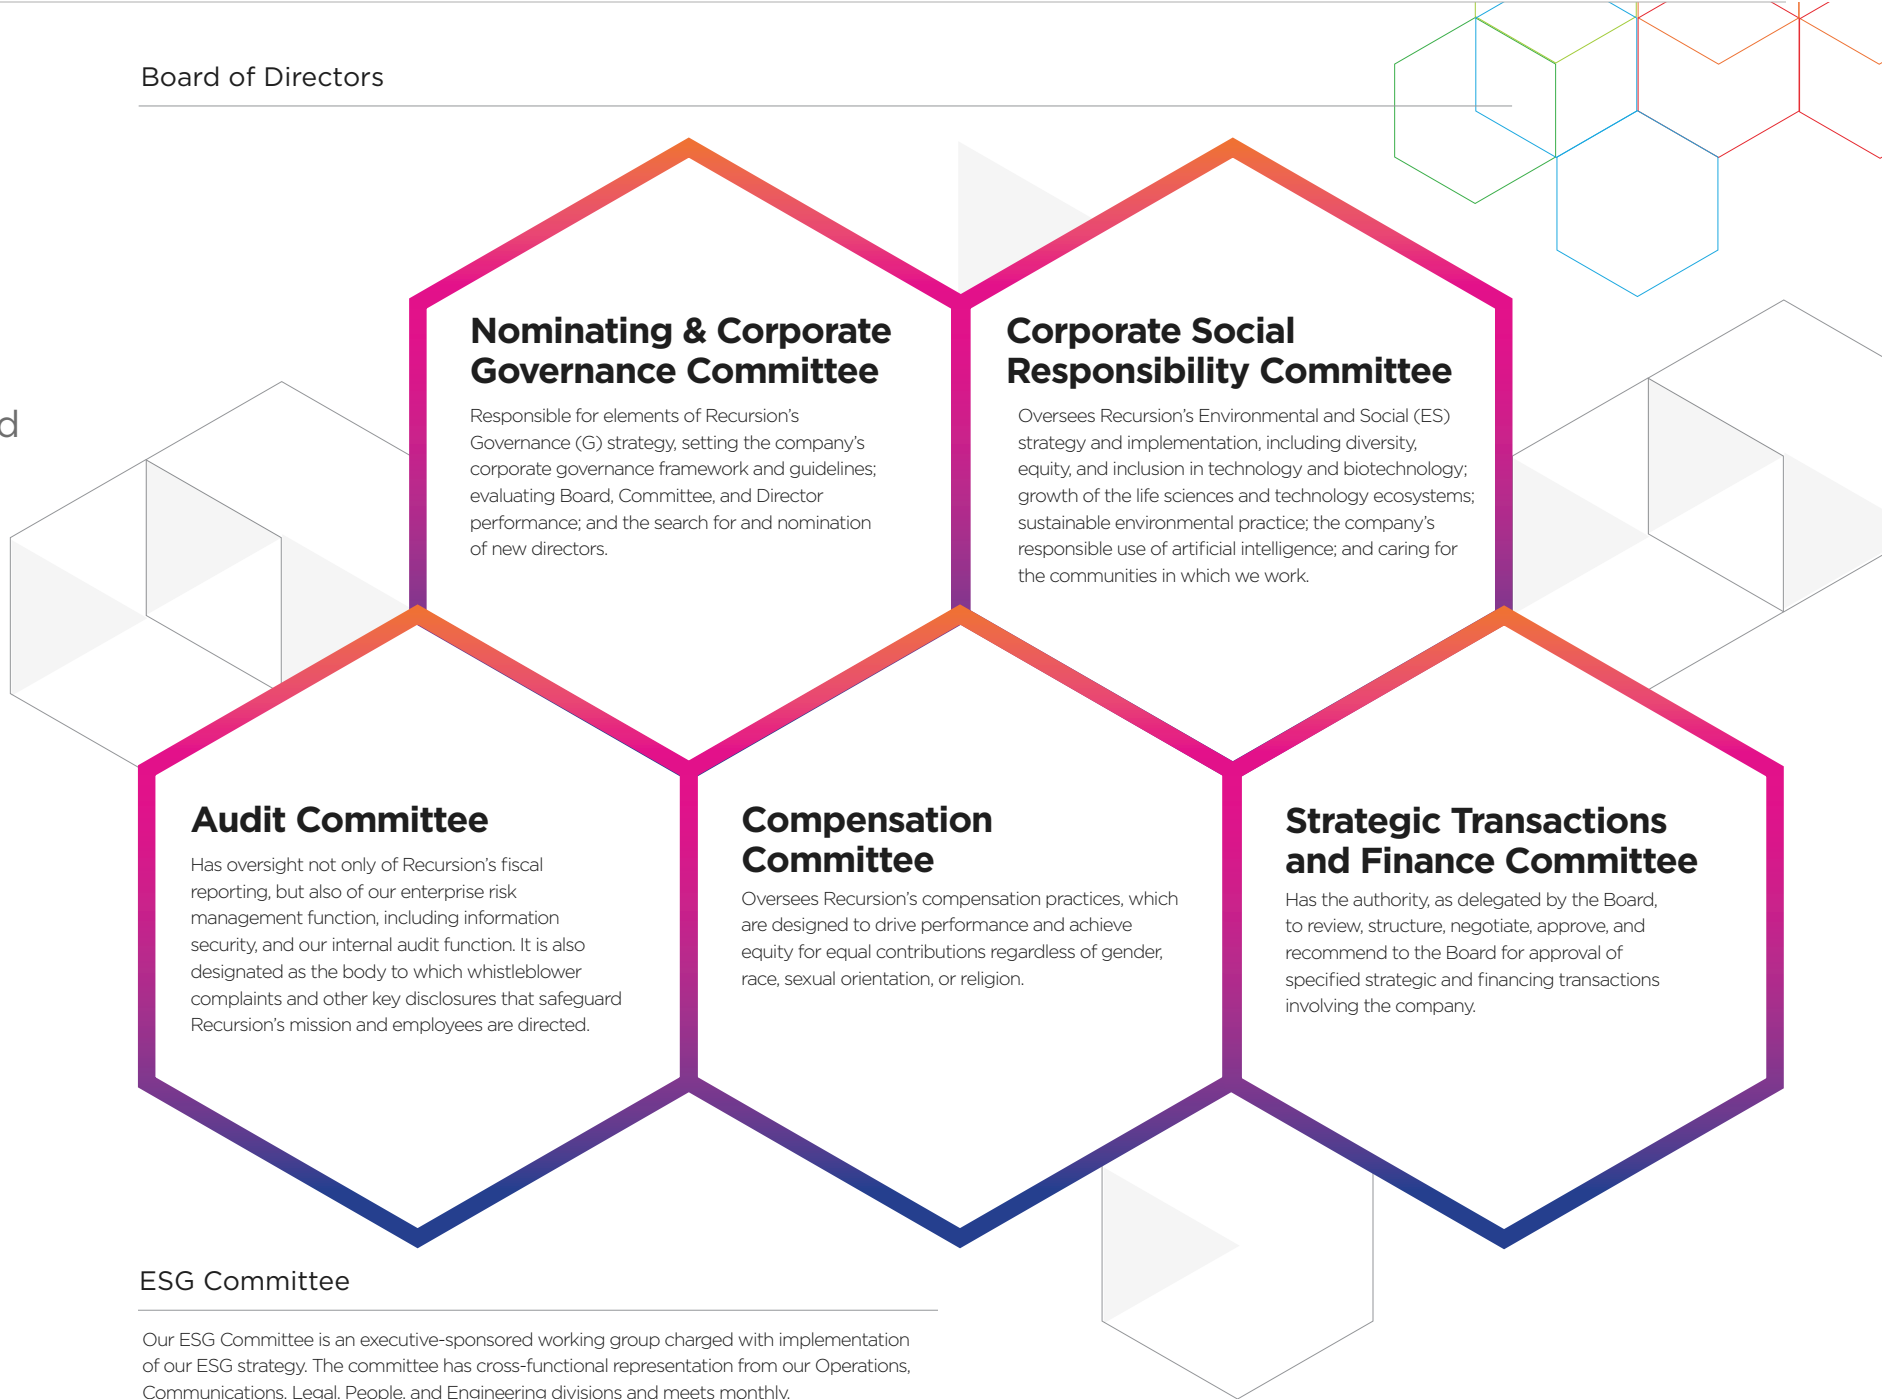 Board of Directors
d
Nominating & Corporate
Governance Committee
Responsible for elements of Recursion's
Governance (G) strategy, setting the company's
corporate governance framework and guidelines;
evaluating Board, Committee, and Director
performance; and the search for and nomination
of new directors.
Corporate Social
Responsibility Committee
Oversees Recursion's Environmental and Social (ES)
strategy and implementation, including diversity,
equity, and inclusion in technology and biotechnology;
growth of the life sciences and technology ecosystems;
sustainable environmental practice; the company's
responsible use of artificial intelligence; and caring for
the communities in which we work.
Audit Committee
Has oversight not only of Recursion's fiscal
reporting, but also of our enterprise risk
management function, including information
security, and our internal audit function. It is also
designated as the body to which whistleblower
complaints and other key disclosures that safeguard
Recursion's mission and employees are directed.
Compensation
Committee
Oversees Recursion's compensation practices, which
are designed to drive performance and achieve
equity for equal contributions regardless of gender,
race, sexual orientation, or religion.
Strategic Transactions
and Finance Committee
Has the authority, as delegated by the Board,
to review, structure, negotiate, approve, and
recommend to the Board for approval of
specified strategic and financing transactions
involving the company.
ESG Committee
Our ESG Committee is an executive-sponsored working group charged with implementation
of our ESG strategy. The committee has cross-functional representation from our Operations,
Communications, Legal, People, and Engineering divisions and meets monthly.